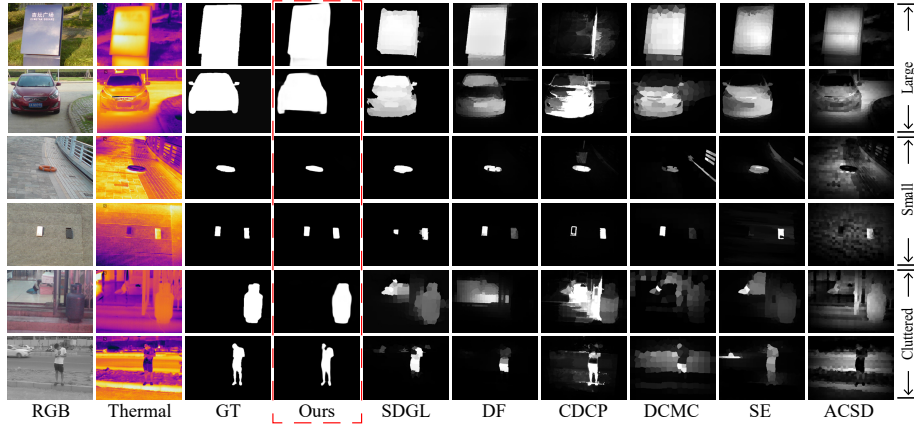 Large
Small
Cluttered
RGB Thermal GT Ours SDGL DF CDCP DCMC SE ACSD